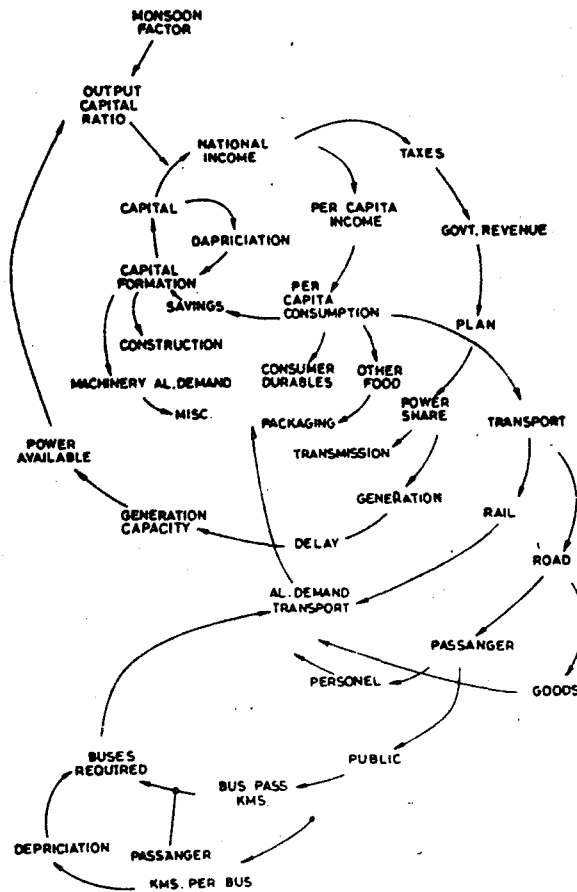 MONSOON
FACTOR
OUTPUT
CAPITAL
RATIO
NATIONAL
INCOME
TAXES
CAPITAL
PER CAPITA
INCOME
DAPRICIATION
GOVT. REVENUE
CAPITAL
FORMATION
SAVINGS
PER
CAPITA
CONSUMPTION
PLAN
CONSTRUCTION
CONSUMER
DURABLES
OTHER
FOOD
MACHINERY AL. DEMAND
MISC.
PACKAGING
POWER
SHARE
TRANSPORT
TRANSMISSION
POWER
AVAILABLE
GENERATION
GENERATION
CAPACITY
RAIL
DELAY
ROAD
AL. DEMAND
TRANSPORT
PASSANGER
PERSONEL
GOODS
PUBLIC
BUSES
REQUIRED
BUS PASS
KMS.
DEPRICIATION
PASSANGER
KMS. PER BUS